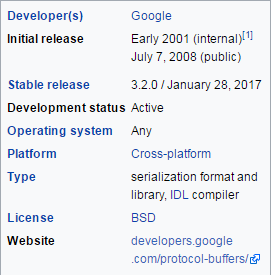 Developer(s) Google
Initial release Early 2001 (internal)[1]
July 7, 2008 (public)
Stable release 3.2.0 / January 28, 2017
Development status Active
Operating system Any
Platform Cross-platform
Type serialization format and
library, IDL compiler
License BSD
Website developers.google
.com/protocol-buffers/